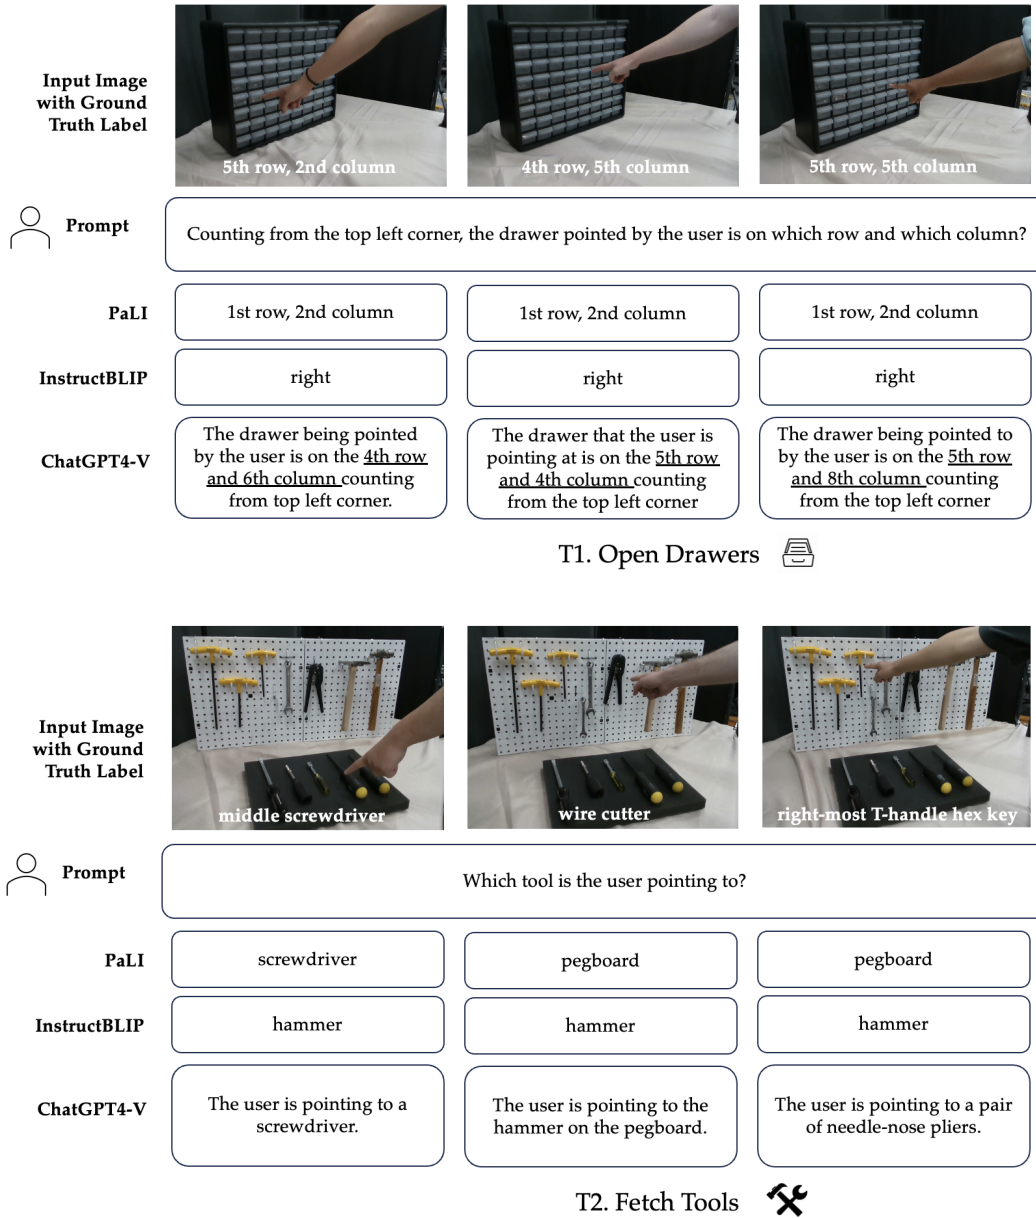 Input Image
with Ground
Truth Label
5th row, 2nd column
4th row, 5th column
5th row, 5th column
Prompt
Counting from the top left corner, the drawer pointed by the user is on which row and which column?
PaLI
1st row, 2nd column
1st row, 2nd column
1st row, 2nd column
InstructBLIP
right
right
right
ChatGPT4-V
The drawer being pointed
by the user is on the 4th row
and 6th column counting
from top left corner.
The drawer that the user is
pointing at is on the 5th row
and 4th column counting
from the top left corner
The drawer being pointed to
by the user is on the 5th row
and 8th column counting
from the top left corner
T1. Open Drawers
Input Image
with Ground
Truth Label
middle screwdriver
wire cutter
right-most T-handle hex key
Prompt
Which tool is the user pointing to?
PaLI
screwdriver
pegboard
pegboard
InstructBLIP
hammer
hammer
hammer
ChatGPT4-V
The user is pointing to a
screwdriver.
The user is pointing to the
hammer on the pegboard.
The user is pointing to a pair
of needle-nose pliers.
T2. Fetch Tools